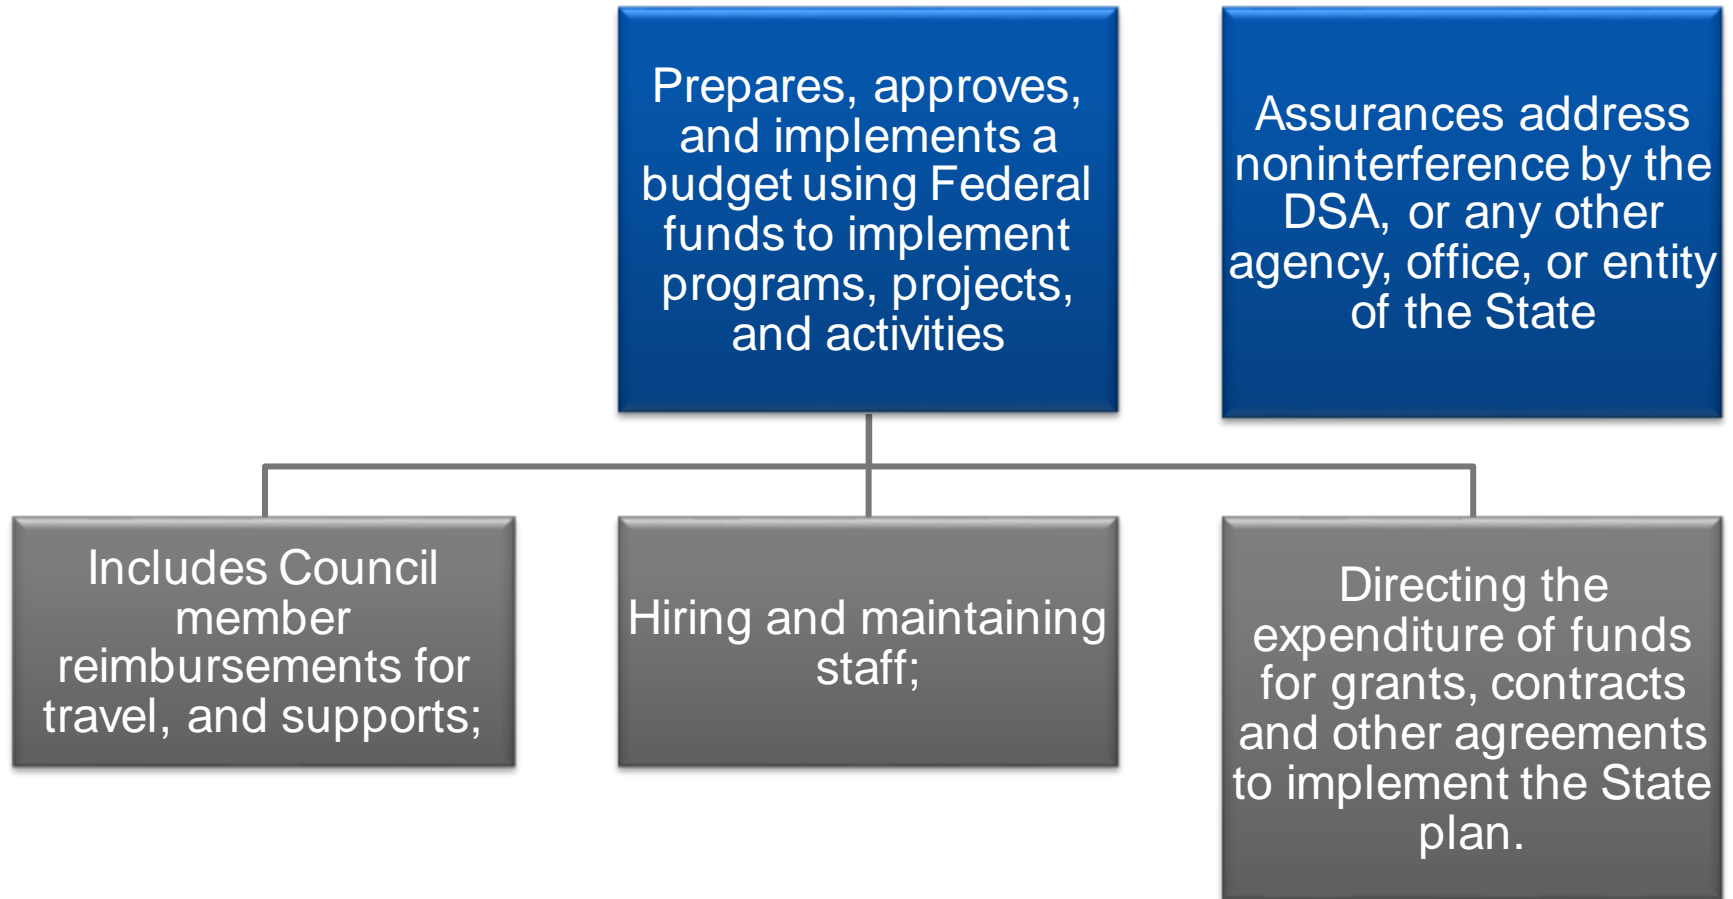 Prepares, approves,
and implements a
budget using Federal
funds to implement
programs, projects,
and activities
Assurances address
noninterference by the
DSA, or any other
agency, office, or entity
of the State
Includes Council
member
reimbursements for
travel, and supports;
Hiring and maintaining
staff;
Directing the
expenditure of funds
for grants, contracts
and other agreements
to implement the State
plan.